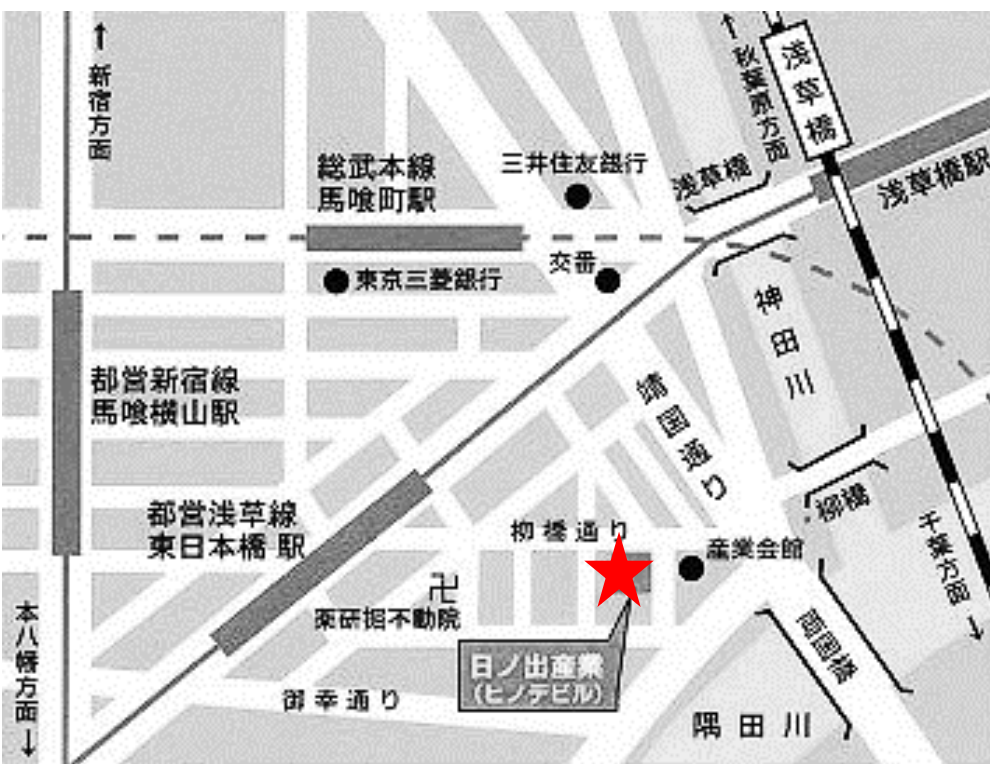 ↑新宿方面
↑秋葉原方面
浅草橋
総武本線
馬喰町駅
三井住友銀行
浅草橋
浅草橋駅
交番
東京三菱銀行
神田川
都営新宿線
馬喰横山駅
靖国通り
都営浅草線
東日本橋駅
柳橋通り
産業会館
柳橋
千葉方面→
卍
薬研堀不動院
日ノ出産業
(ヒノデビル)
両国橋
本八幡方面↓
御幸通り
隅田川